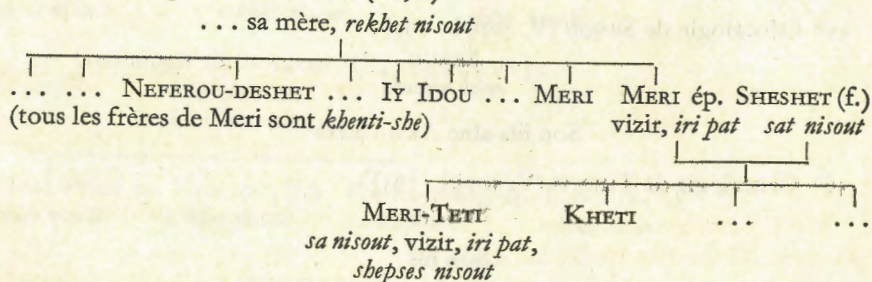 ... sa mère, rekhet nisout
... ... NEFEROU-DESHET ... IY IDOU ... MERI MERI ép. SHESHET (f.)
(tous les frères de Meri sont khenti-she) vizir, iri pat sat nisout
MERI-TETI KHETI ... ...
sa nisout, vizir, iri pat,
shepses nisout